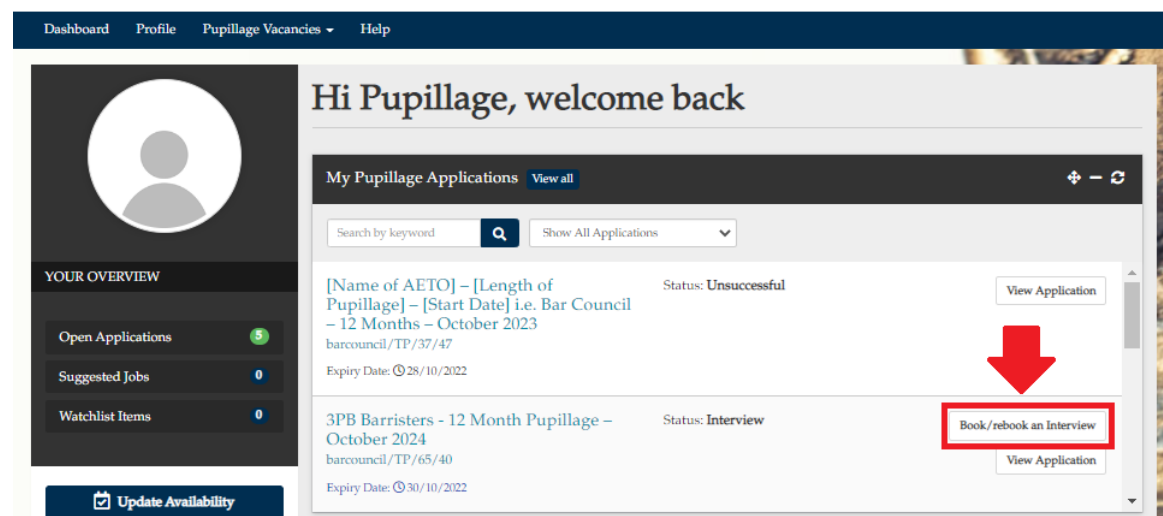 Dashboard Profile Pupillage Vacancies Help
Hi Pupillage, welcome back
My Pupillage Applications View all
Search by keyword Show All Applications
YOUR OVERVIEW
Open Applications 5
Suggested Jobs 0
Watchlist Items 0
Update Availability
[Name of AETO] – [Length of
Pupillage] – [Start Date] i.e. Bar Council
– 12 Months – October 2023
barcouncil/TP/37/47
Expiry Date: 28/10/2022
Status: Unsuccessful
View Application
3PB Barristers - 12 Month Pupillage –
October 2024
barcouncil/TP/65/40
Expiry Date: 30/10/2022
Status: Interview
Book/rebook an Interview
View Application